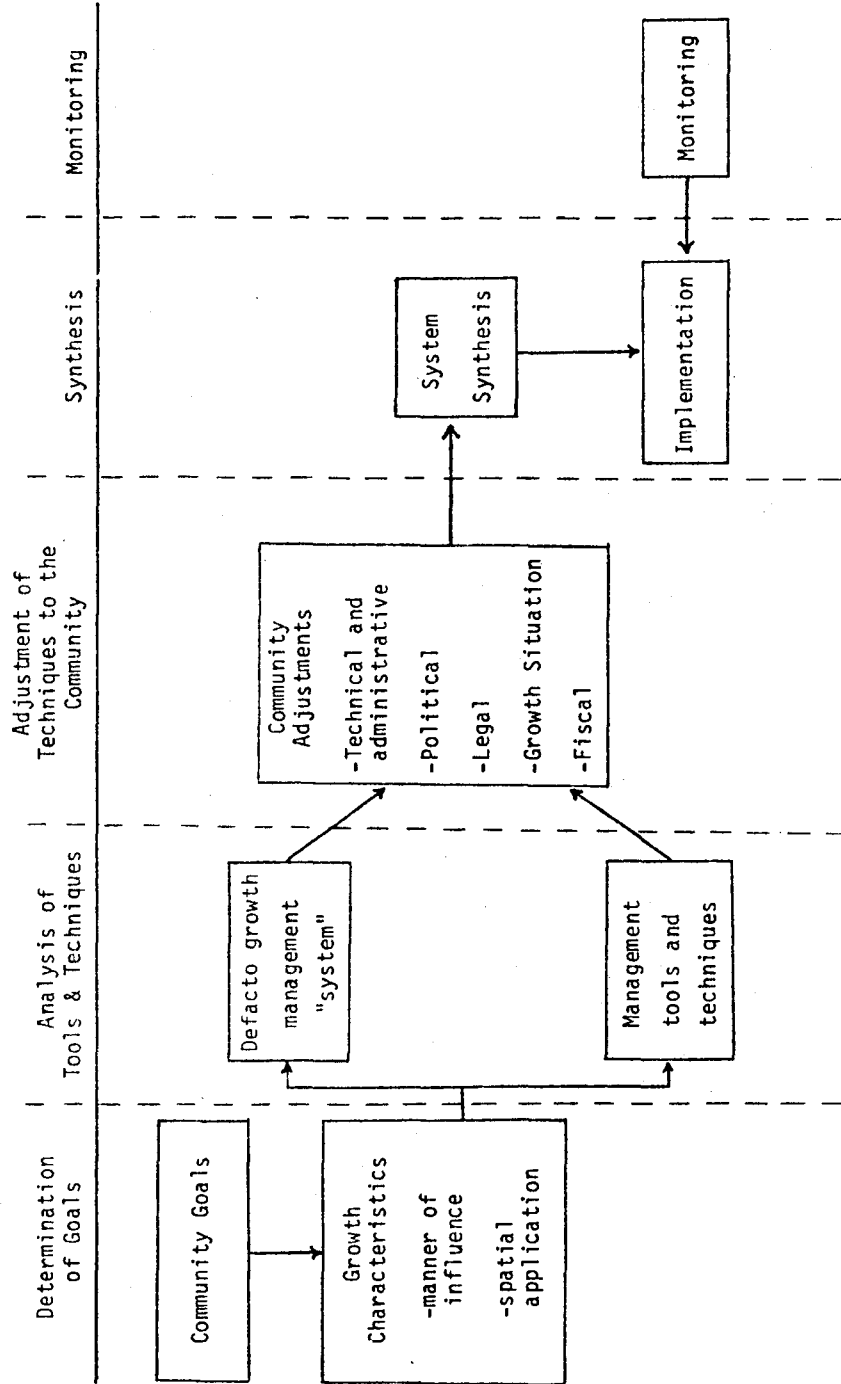 Determination
of Goals
Analysis of
Tools & Techniques
Adjustment of
Techniques to the
Community
Synthesis
Monitoring
Community Goals
Growth
Characteristics
-manner of
influence
-spatial
application
Defacto growth
management
"system"
Management
tools and
techniques
Community
Adjustments
-Technical and
administrative
-Political
-Legal
-Growth Situation
-Fiscal
System
Synthesis
Implementation
Monitoring